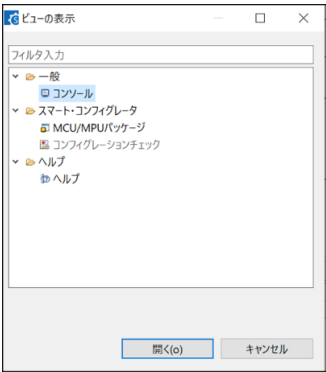 ビューの表示
フィルタ入力
一般
コンソール
スマート・コンフィグレータ
MCU/MPUパッケージ
コンフィグレーションチェック
ヘルプ
ヘルプ
開く(o)
キャンセル